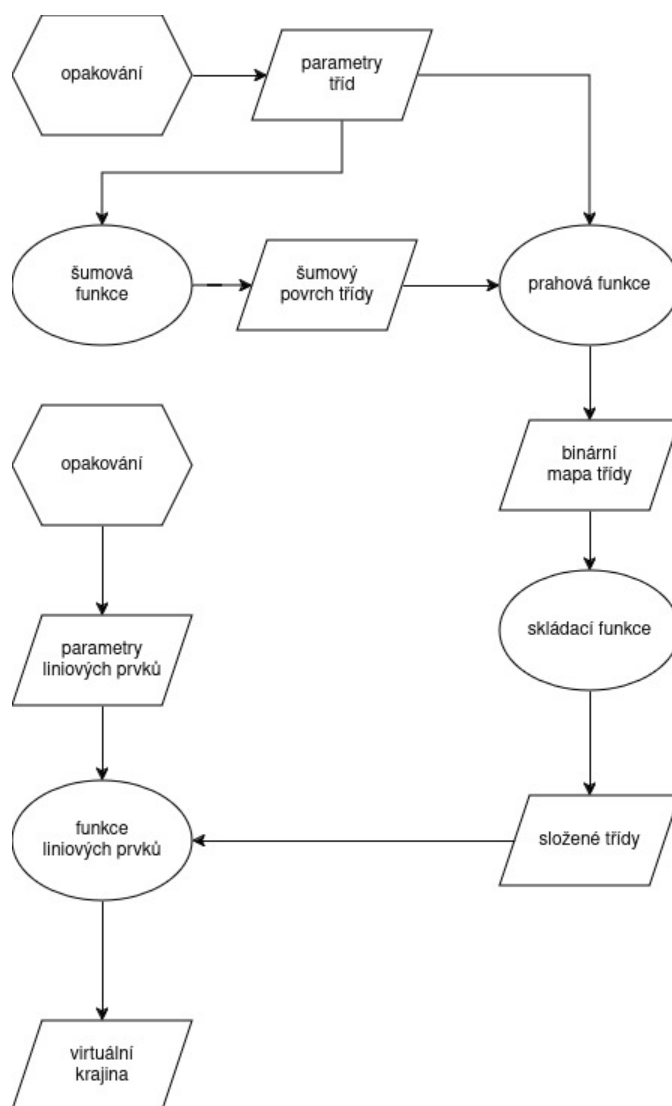 opakování
parametry
tříd
šumová
funkce
šumový
povrch třídy
prahová funkce
opakování
binární
mapa třídy
skládací funkce
parametry
liniových prvků
funkce
liniových prvků
složené třídy
virtuální
krajina